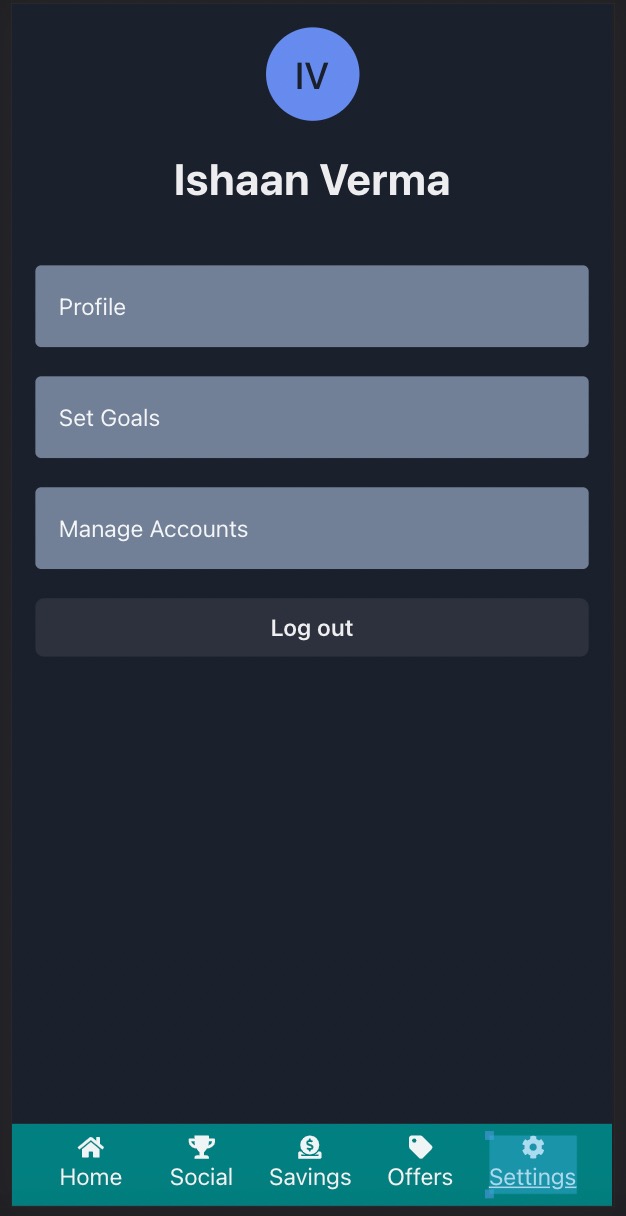 IV
Ishaan Verma
Profile
Set Goals
Manage Accounts
Log out
Home Social Savings Offers Settings